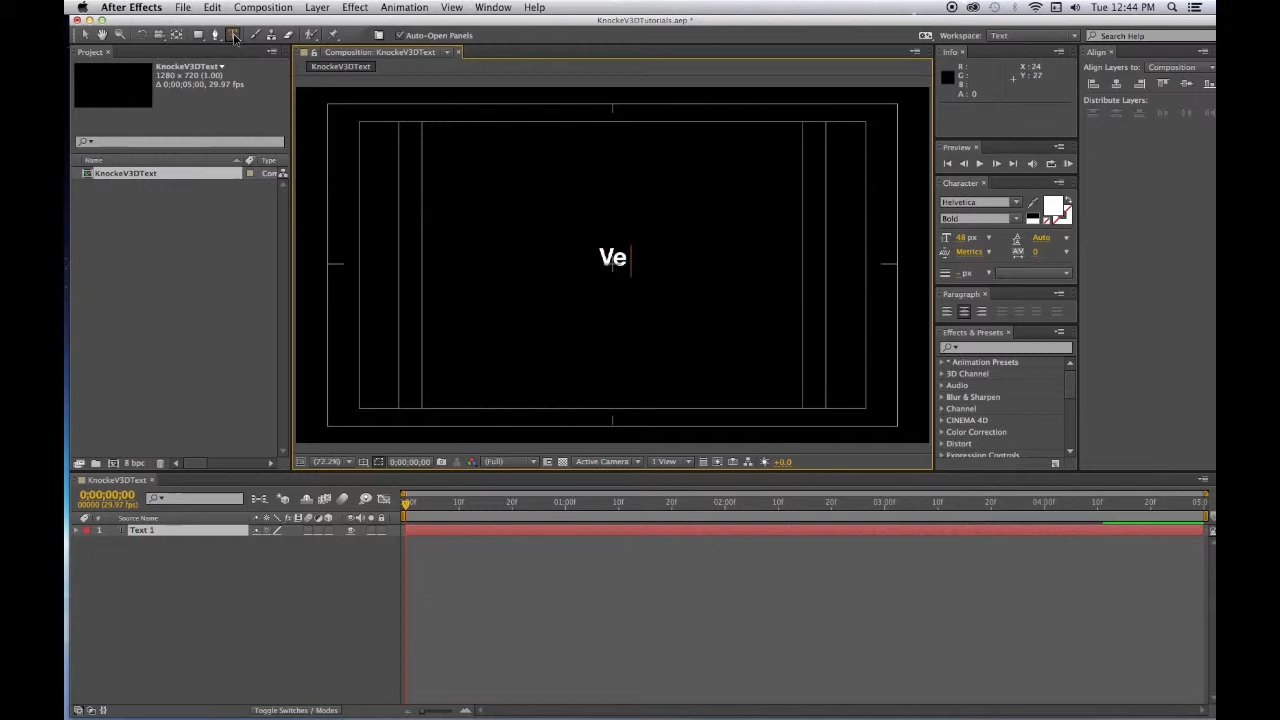 After Effects File Edit Composition Layer Effect Animation View Window Help Tue 12:44 PM
KnockeV3DTutorials.aep *
Auto-Open Panels
Workspace: Text
Search Help
Project
KnockeV3DText
1280 x 720 (1.00)
Δ 0;00;05;00, 29.97 fps
Name Type
KnockeV3DText Com
8 bpc
Composition: KnockeV3DText
KnockeV3DText
Ve
(72.2%) 0;00;00;00 (Full) Active Camera 1 View +0.0
Info
R : X : 24
G : Y : 27
B :
A : 0
Preview
Character
Helvetica
Bold
48 px Auto
Metrics 0
- px
Paragraph
Effects & Presets
* Animation Presets
3D Channel
Audio
Blur & Sharpen
Channel
CINEMA 4D
Color Correction
Distort
Expression Controls
Align
Align Layers to: Composition
Distribute Layers:
KnockeV3DText
0;00;00;00
00000 (29.97 fps)
# Source Name
1 T Text 1
00f 10f 20f 01:00f 10f 20f 02:00f 10f 20f 03:00f 10f 20f 04:00f 10f 20f 05:0
Toggle Switches / Modes